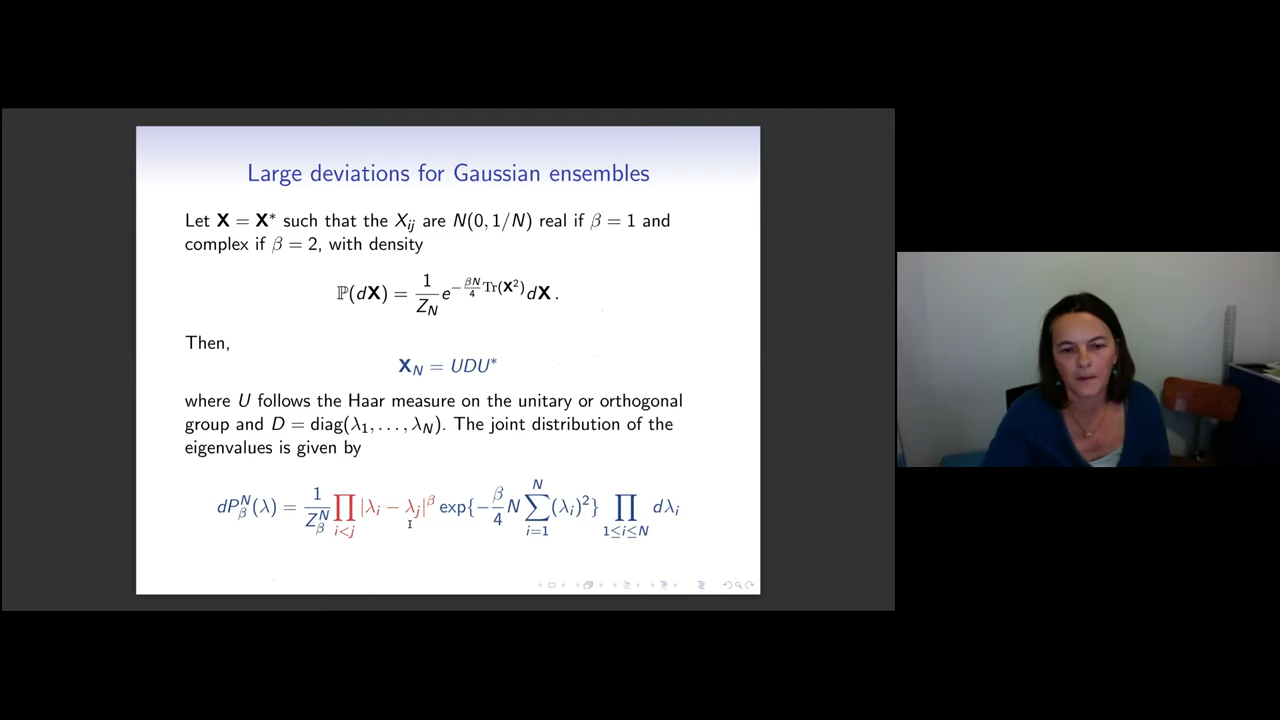 Large deviations for Gaussian ensembles
Let X = X* such that the X_ij are N(0, 1/N) real if β = 1 and
complex if β = 2, with density
ℙ(dX) = 1/Z_N e^{−βN/4 Tr(X²)} dX .
Then,
X_N = UDU*
where U follows the Haar measure on the unitary or orthogonal
group and D = diag(λ₁, . . . , λ_N). The joint distribution of the
eigenvalues is given by
dP_β^N(λ) = 1/Z_β^N ∏_{i<j} |λ_i − λ_j|^β exp{−β/4 N ∑_{i=1}^N (λ_i)²} ∏_{1≤i≤N} dλ_i